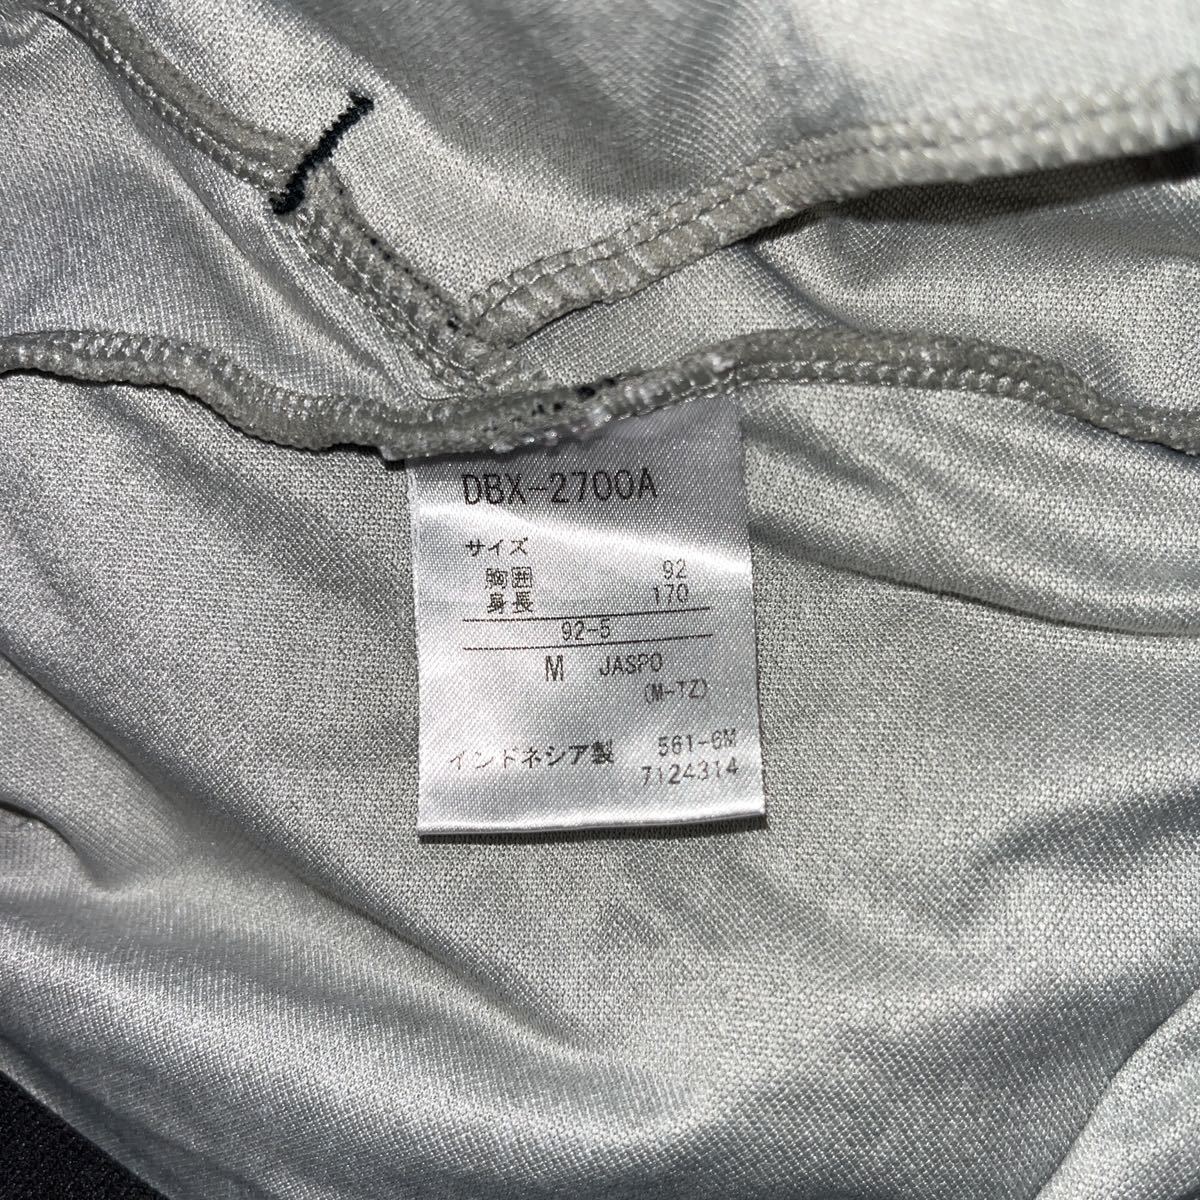 DBX-2700A
サイズ
胸囲 92
身長 170
92-5
M JASPO
(M-TZ)
インドネシア製 561-GM
7124314